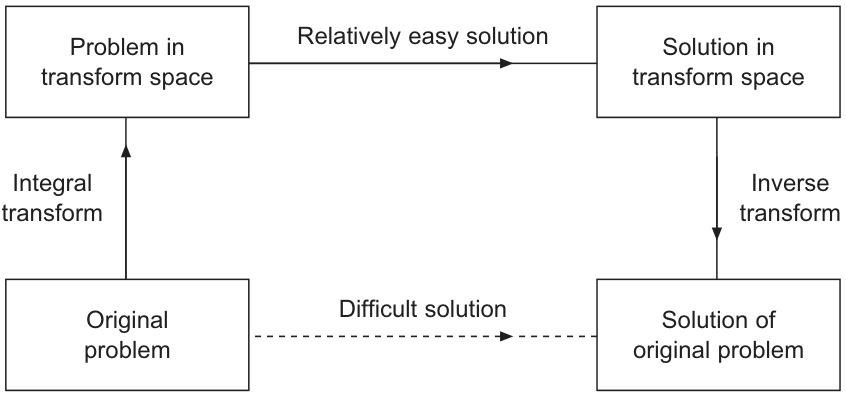 Problem in
transform space
Relatively easy solution
Solution in
transform space
Integral
transform
Inverse
transform
Original
problem
Difficult solution
Solution of
original problem